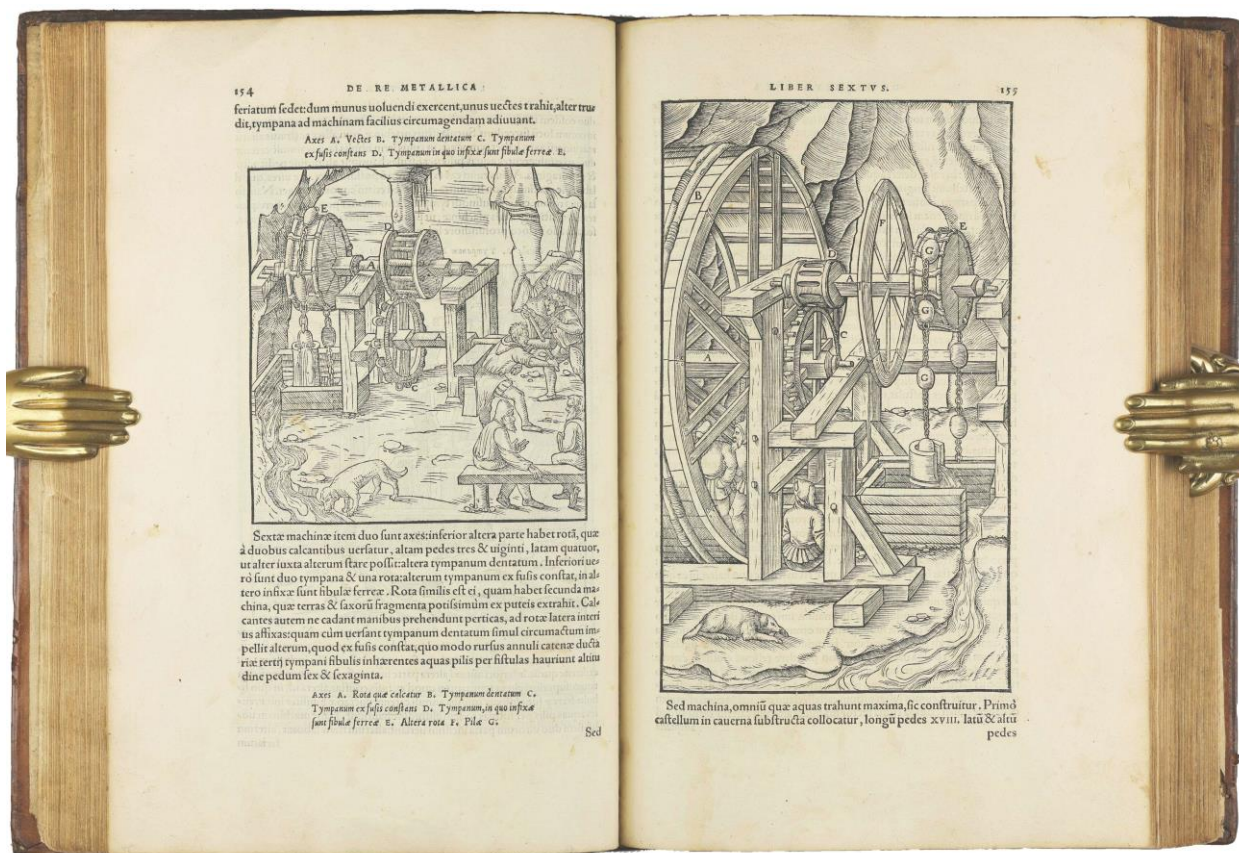 154 DE RE METALLICA
feriatum ſedet:dum munus uoluendi exercent,unus uectes trahit,alter tru
dit,tympana ad machinam facilius circumagendam adiuuant.
Axes A. Vectes B. Tympanum dentatum C. Tympanum
ex fuſis conſtans D. Tympanum in quo infixæ ſunt fibulæ ferreæ E.
E
D
A
C
Sextæ machinæ item duo ſunt axes:inferior altera parte habet rotã, quæ
à duobus calcantibus uerſatur, altam pedes tres & uiginti, latam quatuor,
ut alter iuxta alterum ſtare poſſit:altera tympanum dentatum. Inferiori ue/
rò ſunt duo tympana & una rota:alterum tympanum ex fuſis conſtat, in al/
tero infixæ ſunt fibulæ ferreæ. Rota ſimilis eſt ei, quam habet ſecunda ma/
china, quæ terras & ſaxorũ fragmenta potiſsimùm ex puteis extrahit. Cal/
cantes autem ne cadant manibus prehendunt perticas, ad rotæ latera interi
us affixas:quam cùm uerſant tympanum dentatum ſimul circumactum im/
pellit alterum, quod ex fuſis conſtat, quo modo rurſus annuli catenæ ducta
riæ tertij tympani fibulis inhærentes aquas pilis per fiſtulas hauriunt altitu
dine pedum ſex & ſexaginta.
Axes A. Rota quæ calcatur B. Tympanum dentatum C.
Tympanum ex fuſis conſtans D. Tympanum, in quo infixæ
ſunt fibulæ ferreæ E. Altera rota F. Pilæ G.
Sed
LIBER SEXTVS. 155
B
F
E
G
D
A
G
C
A
G
Sed machina, omniũ quæ aquas trahunt maxima, ſic conſtruitur. Primò
caſtellum in cauerna ſubſtructa collocatur, longũ pedes XVIII. latũ & altũ
pedes